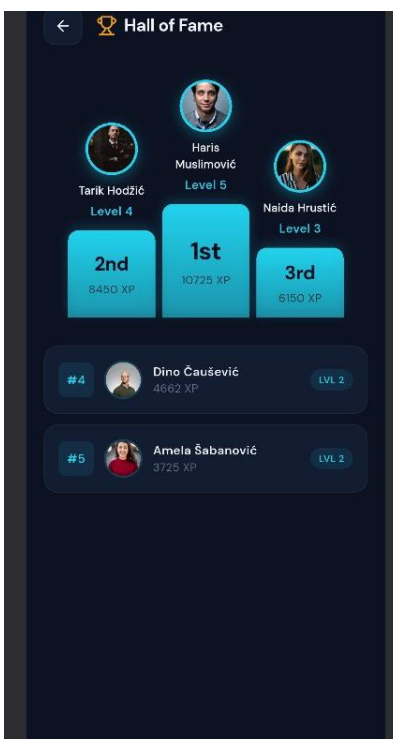 Hall of Fame
Haris
Muslimović
Level 5
Tarik Hodžić
Level 4
Naida Hrustić
Level 3
1st
10725 XP
2nd
8450 XP
3rd
6150 XP
#4
Dino Čaušević
4662 XP
LVL 2
#5
Amela Šabanović
3725 XP
LVL 2